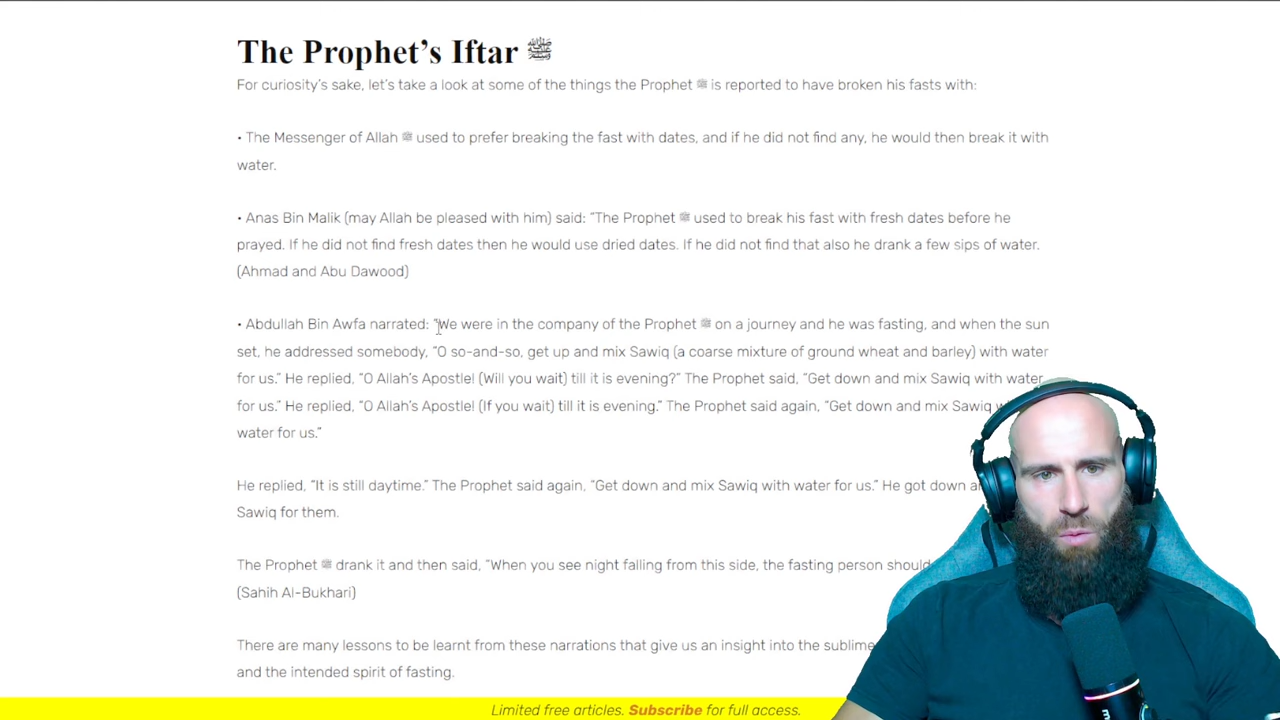 The Prophet’s Iftar ﷺ
For curiosity’s sake, let’s take a look at some of the things the Prophet ﷺ is reported to have broken his fasts with:
• The Messenger of Allah ﷺ used to prefer breaking the fast with dates, and if he did not find any, he would then break it with
water.
• Anas Bin Malik (may Allah be pleased with him) said: “The Prophet ﷺ used to break his fast with fresh dates before he
prayed. If he did not find fresh dates then he would use dried dates. If he did not find that also he drank a few sips of water.
(Ahmad and Abu Dawood)
• Abdullah Bin Awfa narrated: “We were in the company of the Prophet ﷺ on a journey and he was fasting, and when the sun
set, he addressed somebody, “O so-and-so, get up and mix Sawiq (a coarse mixture of ground wheat and barley) with water
for us.” He replied, “O Allah’s Apostle! (Will you wait) till it is evening?” The Prophet said, “Get down and mix Sawiq with water
for us.” He replied, “O Allah’s Apostle! (If you wait) till it is evening.” The Prophet said again, “Get down and mix Sawiq
water for us.”
He replied, “It is still daytime.” The Prophet said again, “Get down and mix Sawiq with water for us.” He got down
Sawiq for them.
The Prophet ﷺ drank it and then said, “When you see night falling from this side, the fasting person should
(Sahih Al-Bukhari)
There are many lessons to be learnt from these narrations that give us an insight into the sublime
and the intended spirit of fasting.
Limited free articles. Subscribe for full access.